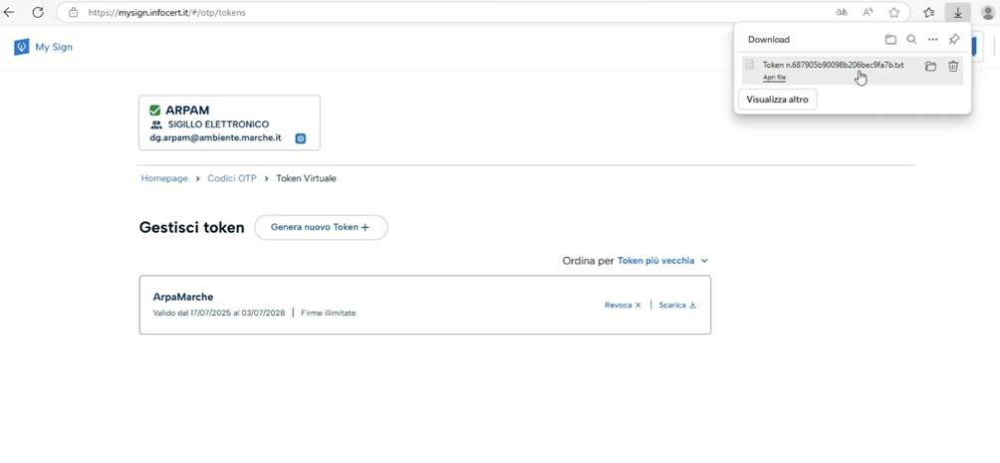 https://mysign.infocert.it/#/otp/tokens
My Sign
Download
Token n.687905b90098b206bec9fa7b.txt
Apri file
Visualizza altro
ARPAM
SIGILLO ELETTRONICO
dg.arpam@ambiente.marche.it
Homepage > Codici OTP > Token Virtuale
Gestisci token Genera nuovo Token +
Ordina per Token più vecchia
ArpaMarche
Valido dal 17/07/2025 al 03/07/2028 | Firme illimitate
Revoca × | Scarica